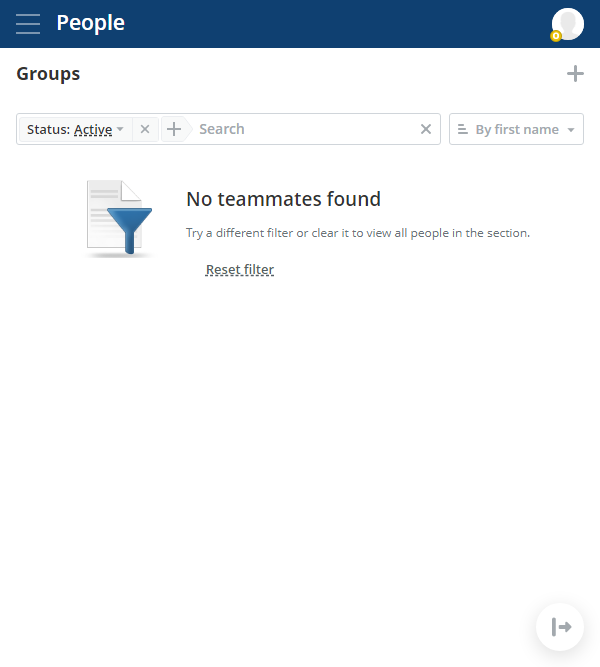 People
Groups
Status: Active
Search
By first name
No teammates found
Try a different filter or clear it to view all people in the section.
Reset filter